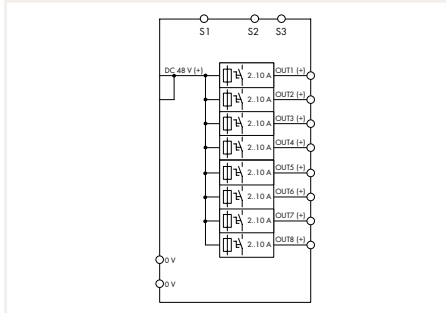 S1 S2 S3
DC 48 V (+) 2..10 A OUT1 (+)
2..10 A OUT2 (+)
2..10 A OUT3 (+)
2..10 A OUT4 (+)
2..10 A OUT5 (+)
2..10 A OUT6 (+)
2..10 A OUT7 (+)
2..10 A OUT8 (+)
0 V
0 V